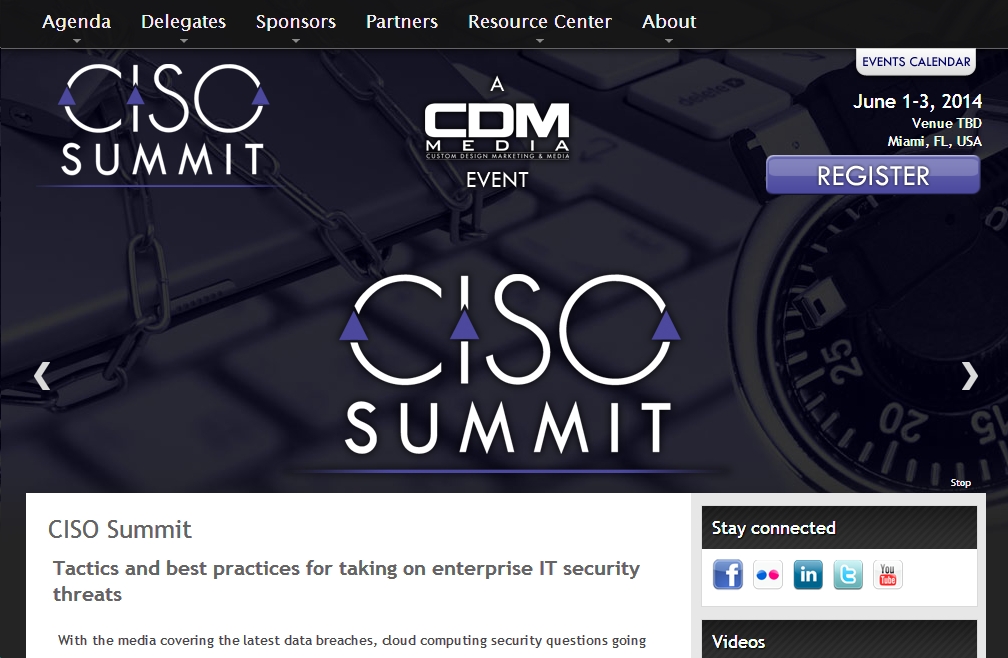 Agenda Delegates Sponsors Partners Resource Center About
EVENTS CALENDAR
CISO
SUMMIT
A
CDM
MEDIA
CUSTOM DESIGN MARKETING & MEDIA
EVENT
June 1-3, 2014
Venue TBD
Miami, FL, USA
REGISTER
delete
CISO
SUMMIT
25
20
15
Stop
CISO Summit
Tactics and best practices for taking on enterprise IT security
threats
With the media covering the latest data breaches, cloud computing security questions going
Stay connected
f
in
t
You
Tube
Videos